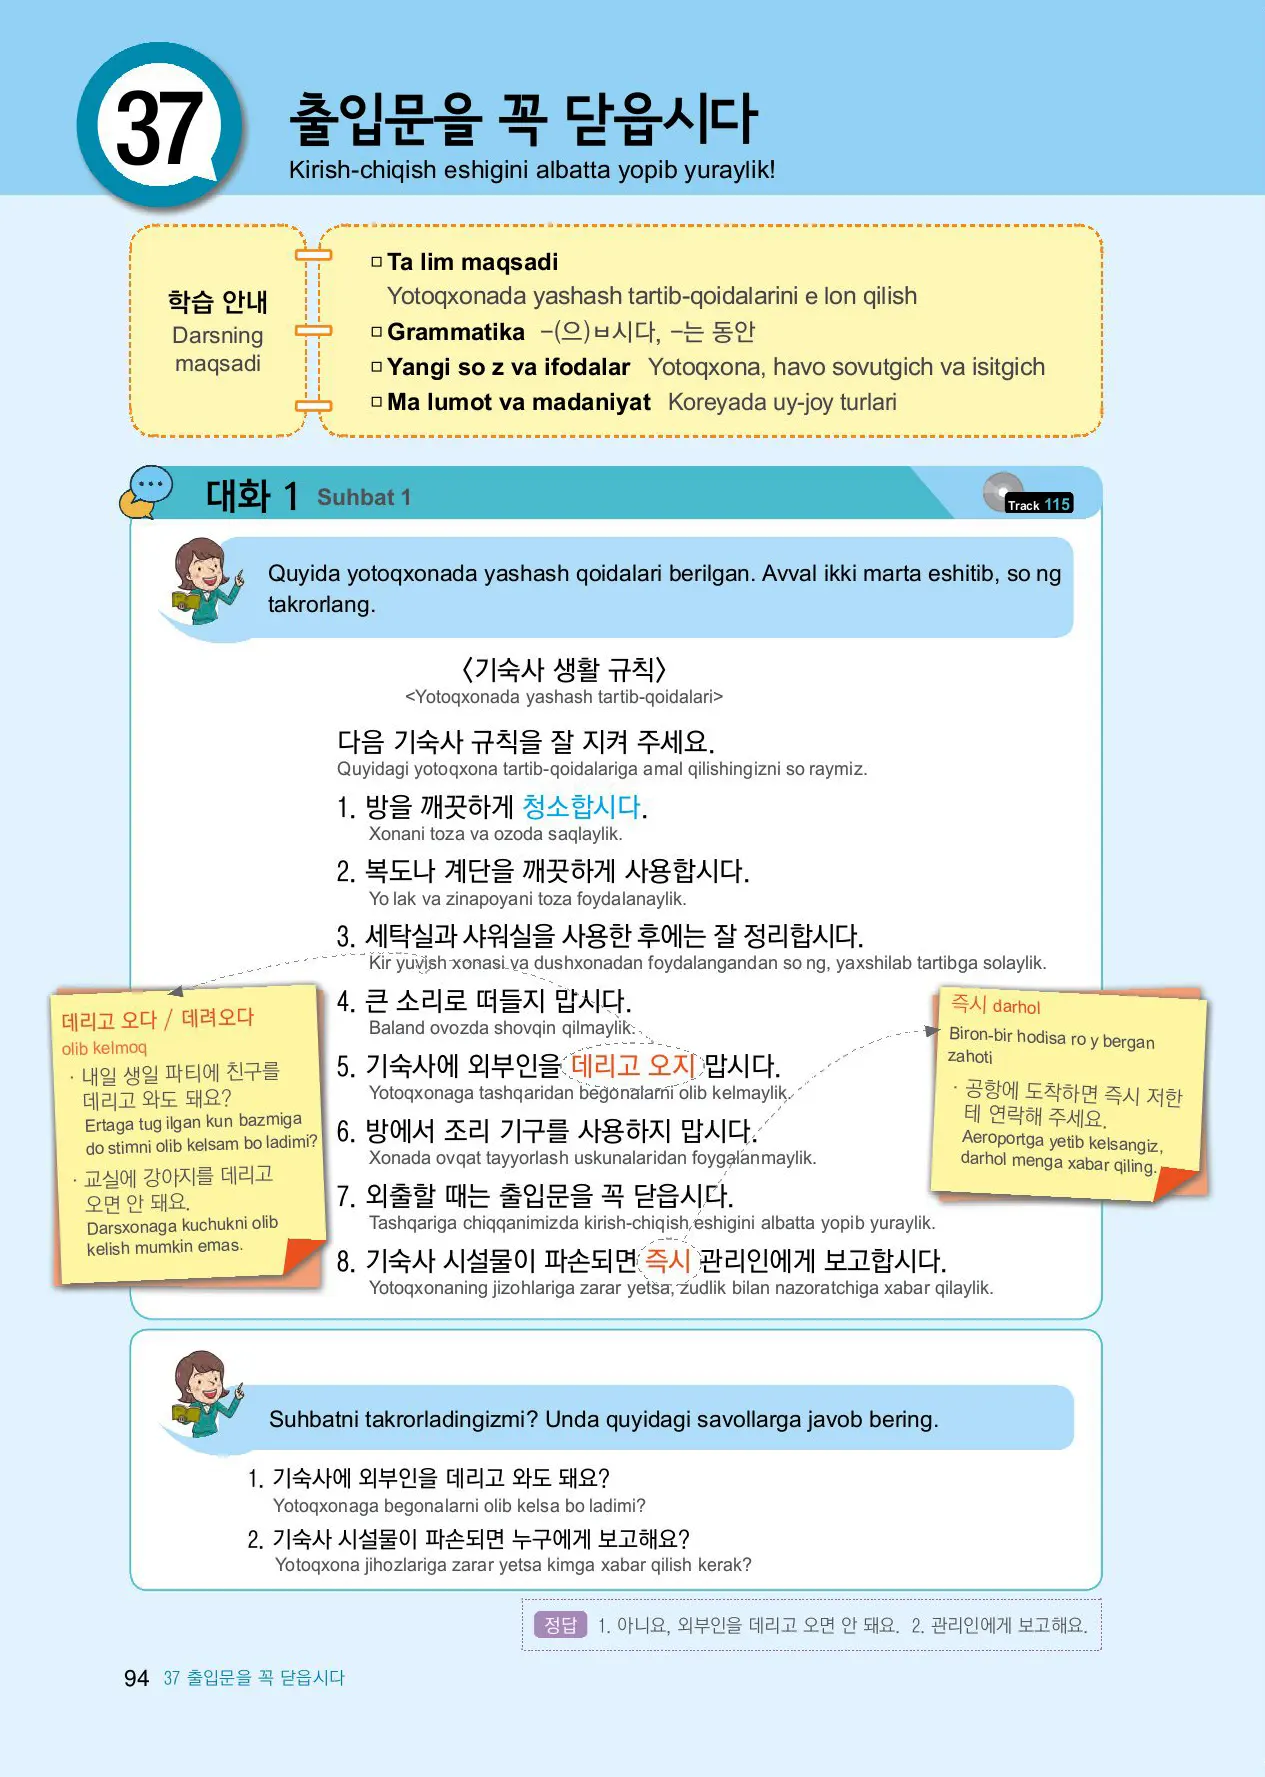 37
출입문을 꼭 닫읍시다
Kirish-chiqish eshigini albatta yopib yuraylik!
학습 안내
Darsning
maqsadi
Ta lim maqsadi
Yotoqxonada yashash tartib-qoidalarini e lon qilish
Grammatika -(으)ㅂ시다, -는 동안
Yangi so z va ifodalar Yotoqxona, havo sovutgich va isitgich
Ma lumot va madaniyat Koreyada uy-joy turlari
대화 1 Suhbat 1
Track 115
Quyida yotoqxonada yashash qoidalari berilgan. Avval ikki marta eshitib, so ng
takrorlang.
<기숙사 생활 규칙>
<Yotoqxonada yashash tartib-qoidalari>
다음 기숙사 규칙을 잘 지켜 주세요.
Quyidagi yotoqxona tartib-qoidalariga amal qilishingizni so raymiz.
1. 방을 깨끗하게 청소합시다.
Xonani toza va ozoda saqlaylik.
2. 복도나 계단을 깨끗하게 사용합시다.
Yo lak va zinapoyani toza foydalanaylik.
3. 세탁실과 샤워실을 사용한 후에는 잘 정리합시다.
Kir yuvish xonasi va dushxonadan foydalangandan so ng, yaxshilab tartibga solaylik.
4. 큰 소리로 떠들지 맙시다.
Baland ovozda shovqin qilmaylik.
5. 기숙사에 외부인을 데리고 오지 맙시다.
Yotoqxonaga tashqaridan begonalarni olib kelmaylik.
6. 방에서 조리 기구를 사용하지 맙시다.
Xonada ovqat tayyorlash uskunalaridan foygalanmaylik.
7. 외출할 때는 출입문을 꼭 닫읍시다.
Tashqariga chiqqanimizda kirish-chiqish eshigini albatta yopib yuraylik.
8. 기숙사 시설물이 파손되면 즉시 관리인에게 보고합시다.
Yotoqxonaning jizohlariga zarar yetsa, zudlik bilan nazoratchiga xabar qilaylik.
데리고 오다 / 데려오다
olib kelmoq
· 내일 생일 파티에 친구를
데리고 와도 돼요?
Ertaga tug ilgan kun bazmiga
do stimni olib kelsam bo ladimi?
· 교실에 강아지를 데리고
오면 안 돼요.
Darsxonaga kuchukni olib
kelish mumkin emas.
즉시 darhol
Biron-bir hodisa ro y bergan
zahoti
· 공항에 도착하면 즉시 저한
테 연락해 주세요.
Aeroportga yetib kelsangiz,
darhol menga xabar qiling.
Suhbatni takrorladingizmi? Unda quyidagi savollarga javob bering.
1. 기숙사에 외부인을 데리고 와도 돼요?
Yotoqxonaga begonalarni olib kelsa bo ladimi?
2. 기숙사 시설물이 파손되면 누구에게 보고해요?
Yotoqxona jihozlariga zarar yetsa kimga xabar qilish kerak?
정답 1. 아니요, 외부인을 데리고 오면 안 돼요. 2. 관리인에게 보고해요.
94 37 출입문을 꼭 닫읍시다